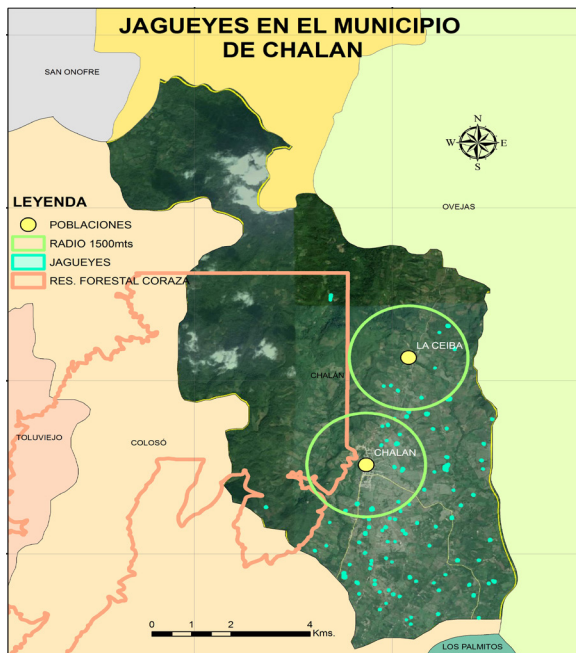 JAGUEYES EN EL MUNICIPIO
DE CHALAN
SAN ONOFRE
N
W E
S
OVEJAS
LEYENDA
POBLACIONES
RADIO 1500mts
JAGUEYES
RES. FORESTAL CORAZA
LA CEIBA
CHALÁN
TOLUVIEJO
COLOSÓ
CHALAN
0 1 2 4
Kms.
LOS PALMITOS